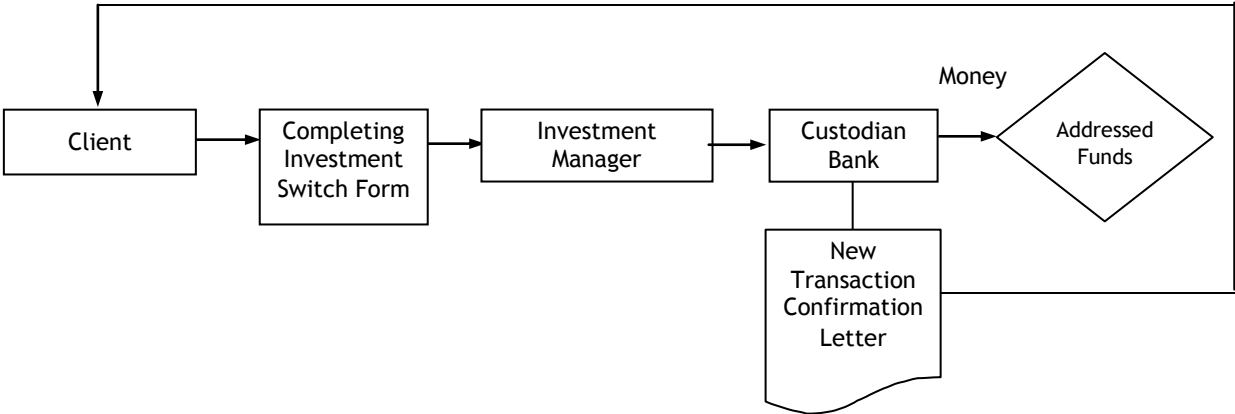 Client
Completing
Investment
Switch Form
Investment
Manager
Custodian
Bank
Money
Addressed
Funds
New
Transaction
Confirmation
Letter